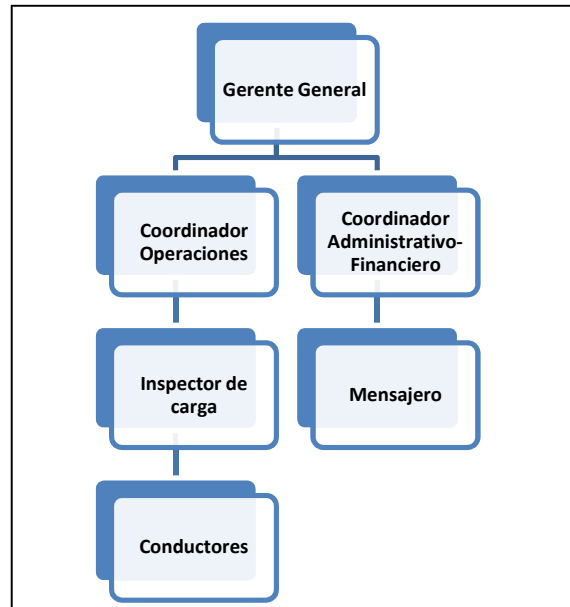 Gerente General
Coordinador
Operaciones
Coordinador
Administrativo-
Financiero
Inspector de
carga
Mensajero
Conductores